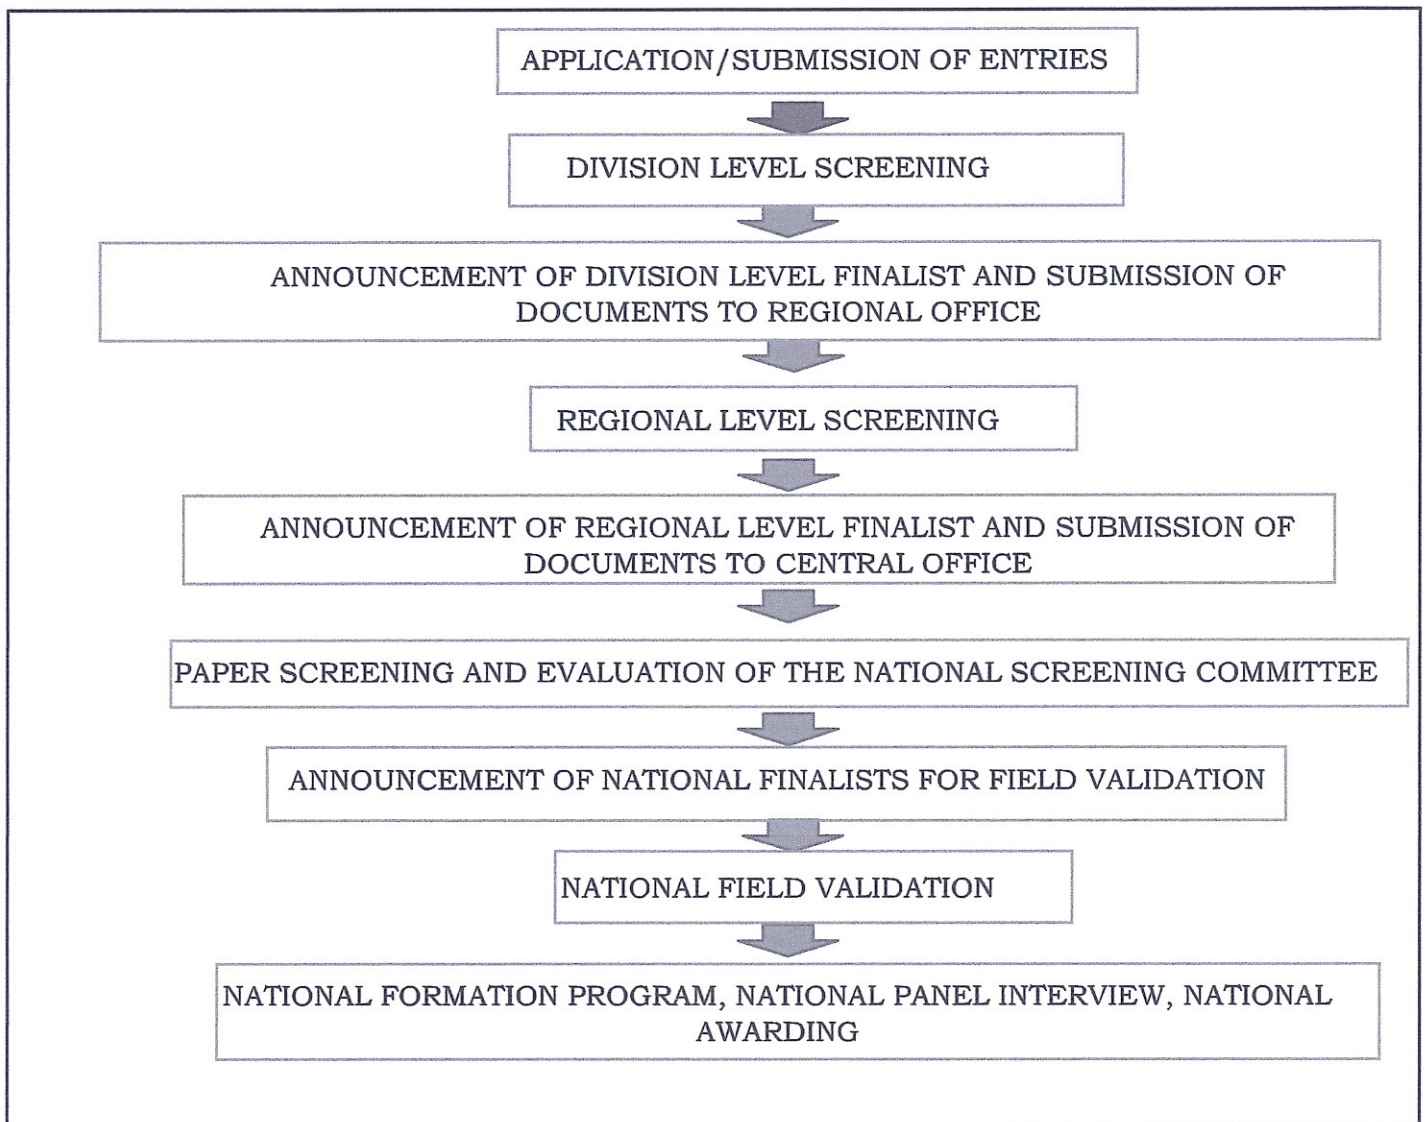 APPLICATION/SUBMISSION OF ENTRIES
DIVISION LEVEL SCREENING
ANNOUNCEMENT OF DIVISION LEVEL FINALIST AND SUBMISSION OF
DOCUMENTS TO REGIONAL OFFICE
REGIONAL LEVEL SCREENING
ANNOUNCEMENT OF REGIONAL LEVEL FINALIST AND SUBMISSION OF
DOCUMENTS TO CENTRAL OFFICE
PAPER SCREENING AND EVALUATION OF THE NATIONAL SCREENING COMMITTEE
ANNOUNCEMENT OF NATIONAL FINALISTS FOR FIELD VALIDATION
NATIONAL FIELD VALIDATION
NATIONAL FORMATION PROGRAM, NATIONAL PANEL INTERVIEW, NATIONAL
AWARDING